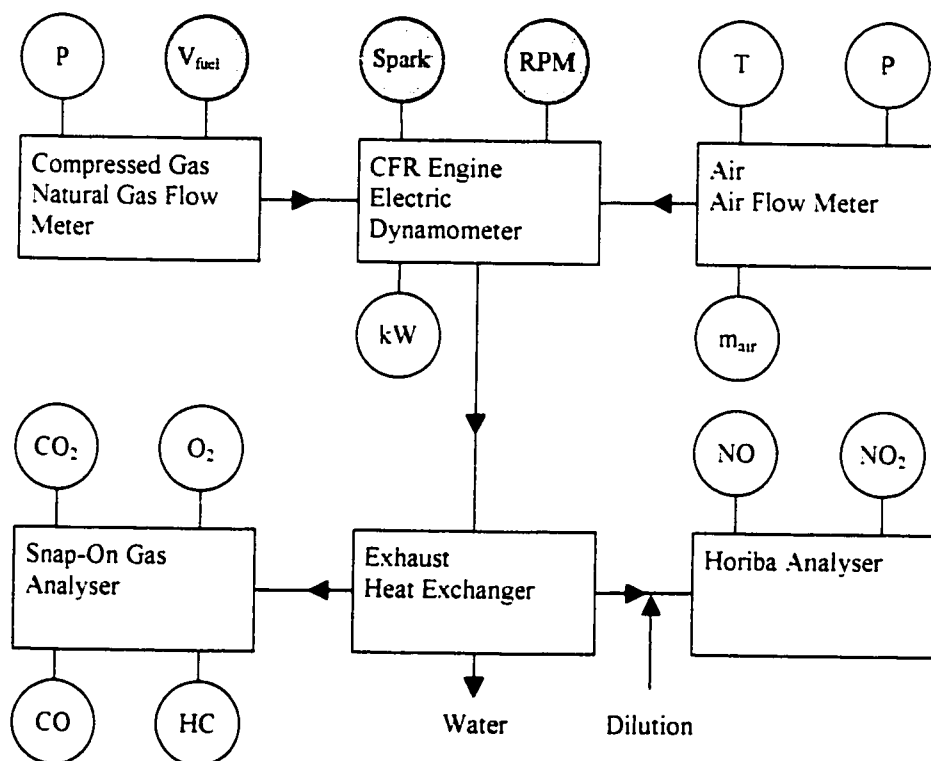 P
V_fuel
Spark
RPM
T
P
Compressed Gas
Natural Gas Flow
Meter
CFR Engine
Electric
Dynamometer
Air
Air Flow Meter
kW
m_air
CO₂
O₂
NO
NO₂
Snap-On Gas
Analyser
Exhaust
Heat Exchanger
Horiba Analyser
CO
HC
Water
Dilution